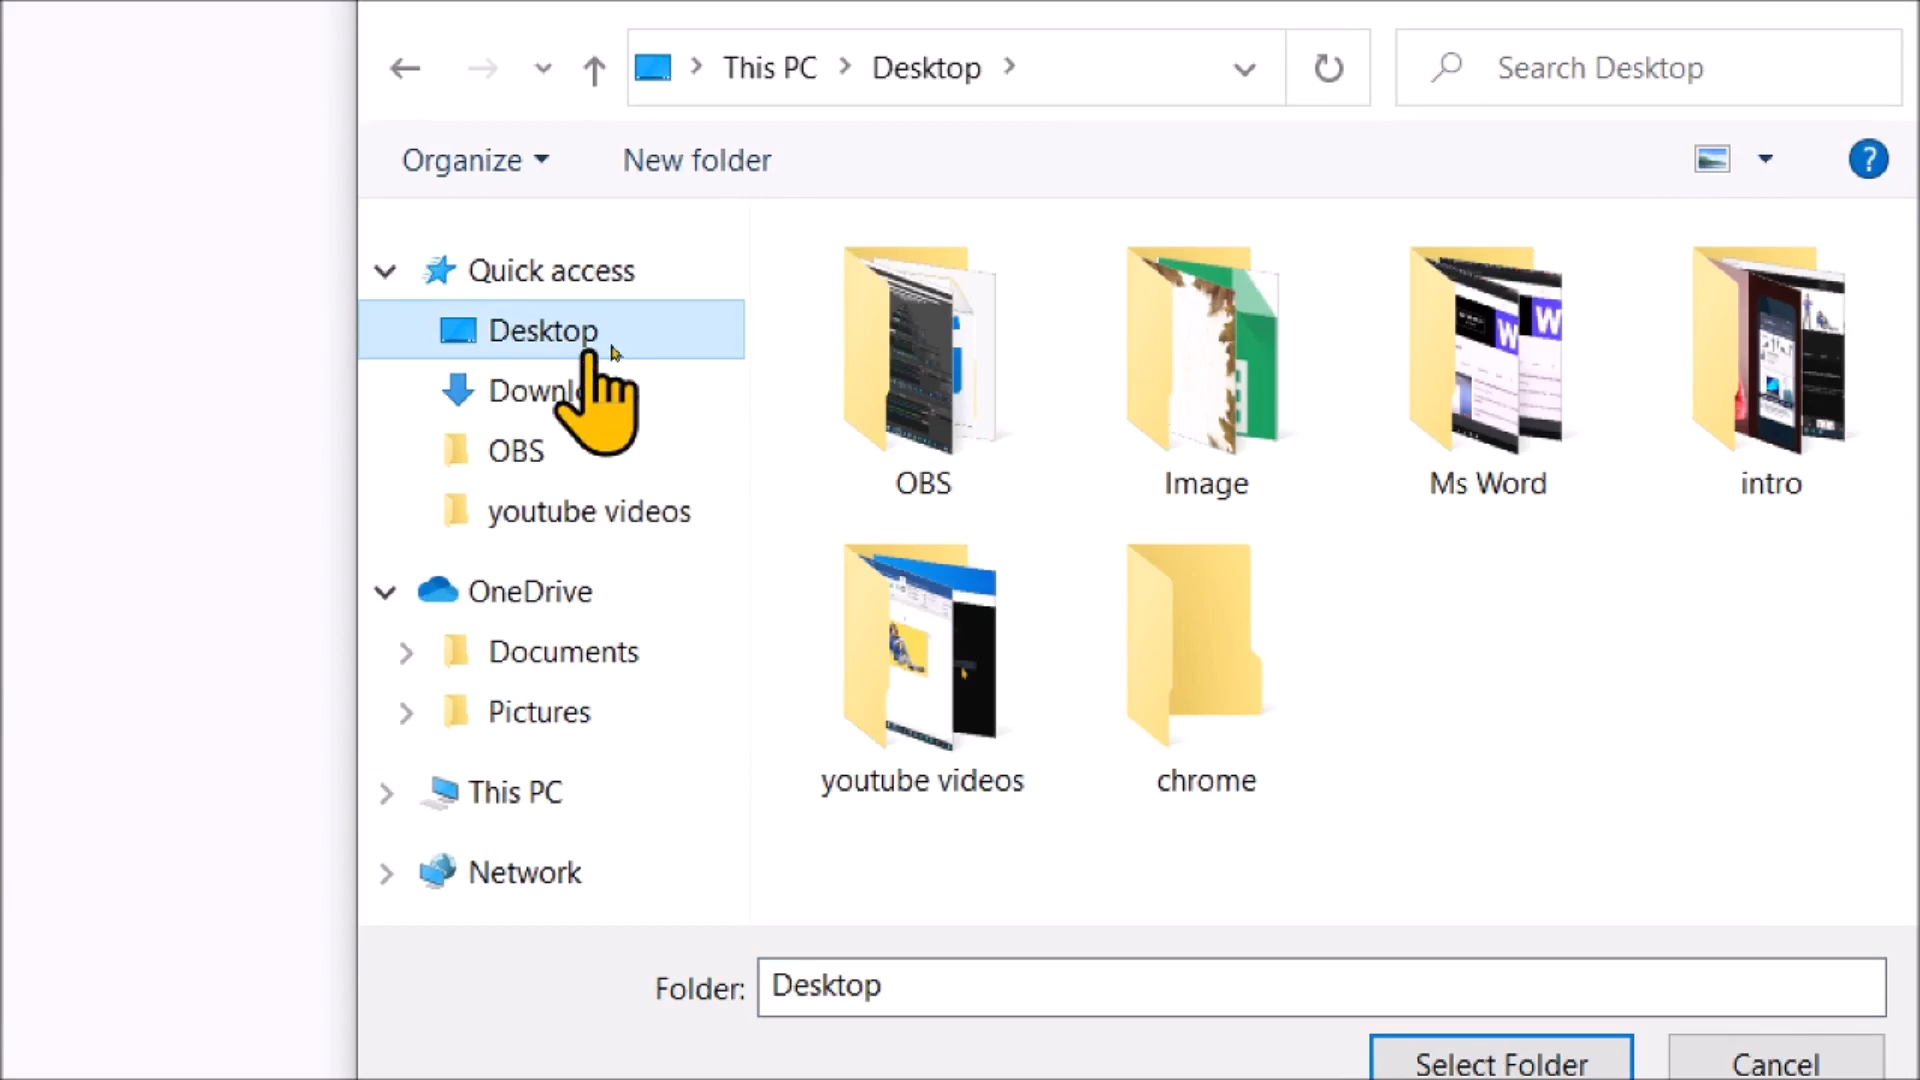 This PC
Desktop
Search Desktop
Organize
New folder
?
Quick access
Desktop
OBS
youtube videos
OneDrive
Documents
Pictures
This PC
Network
OBS
Image
Ms Word
intro
youtube videos
chrome
Folder:
Desktop
Select Folder
Cancel